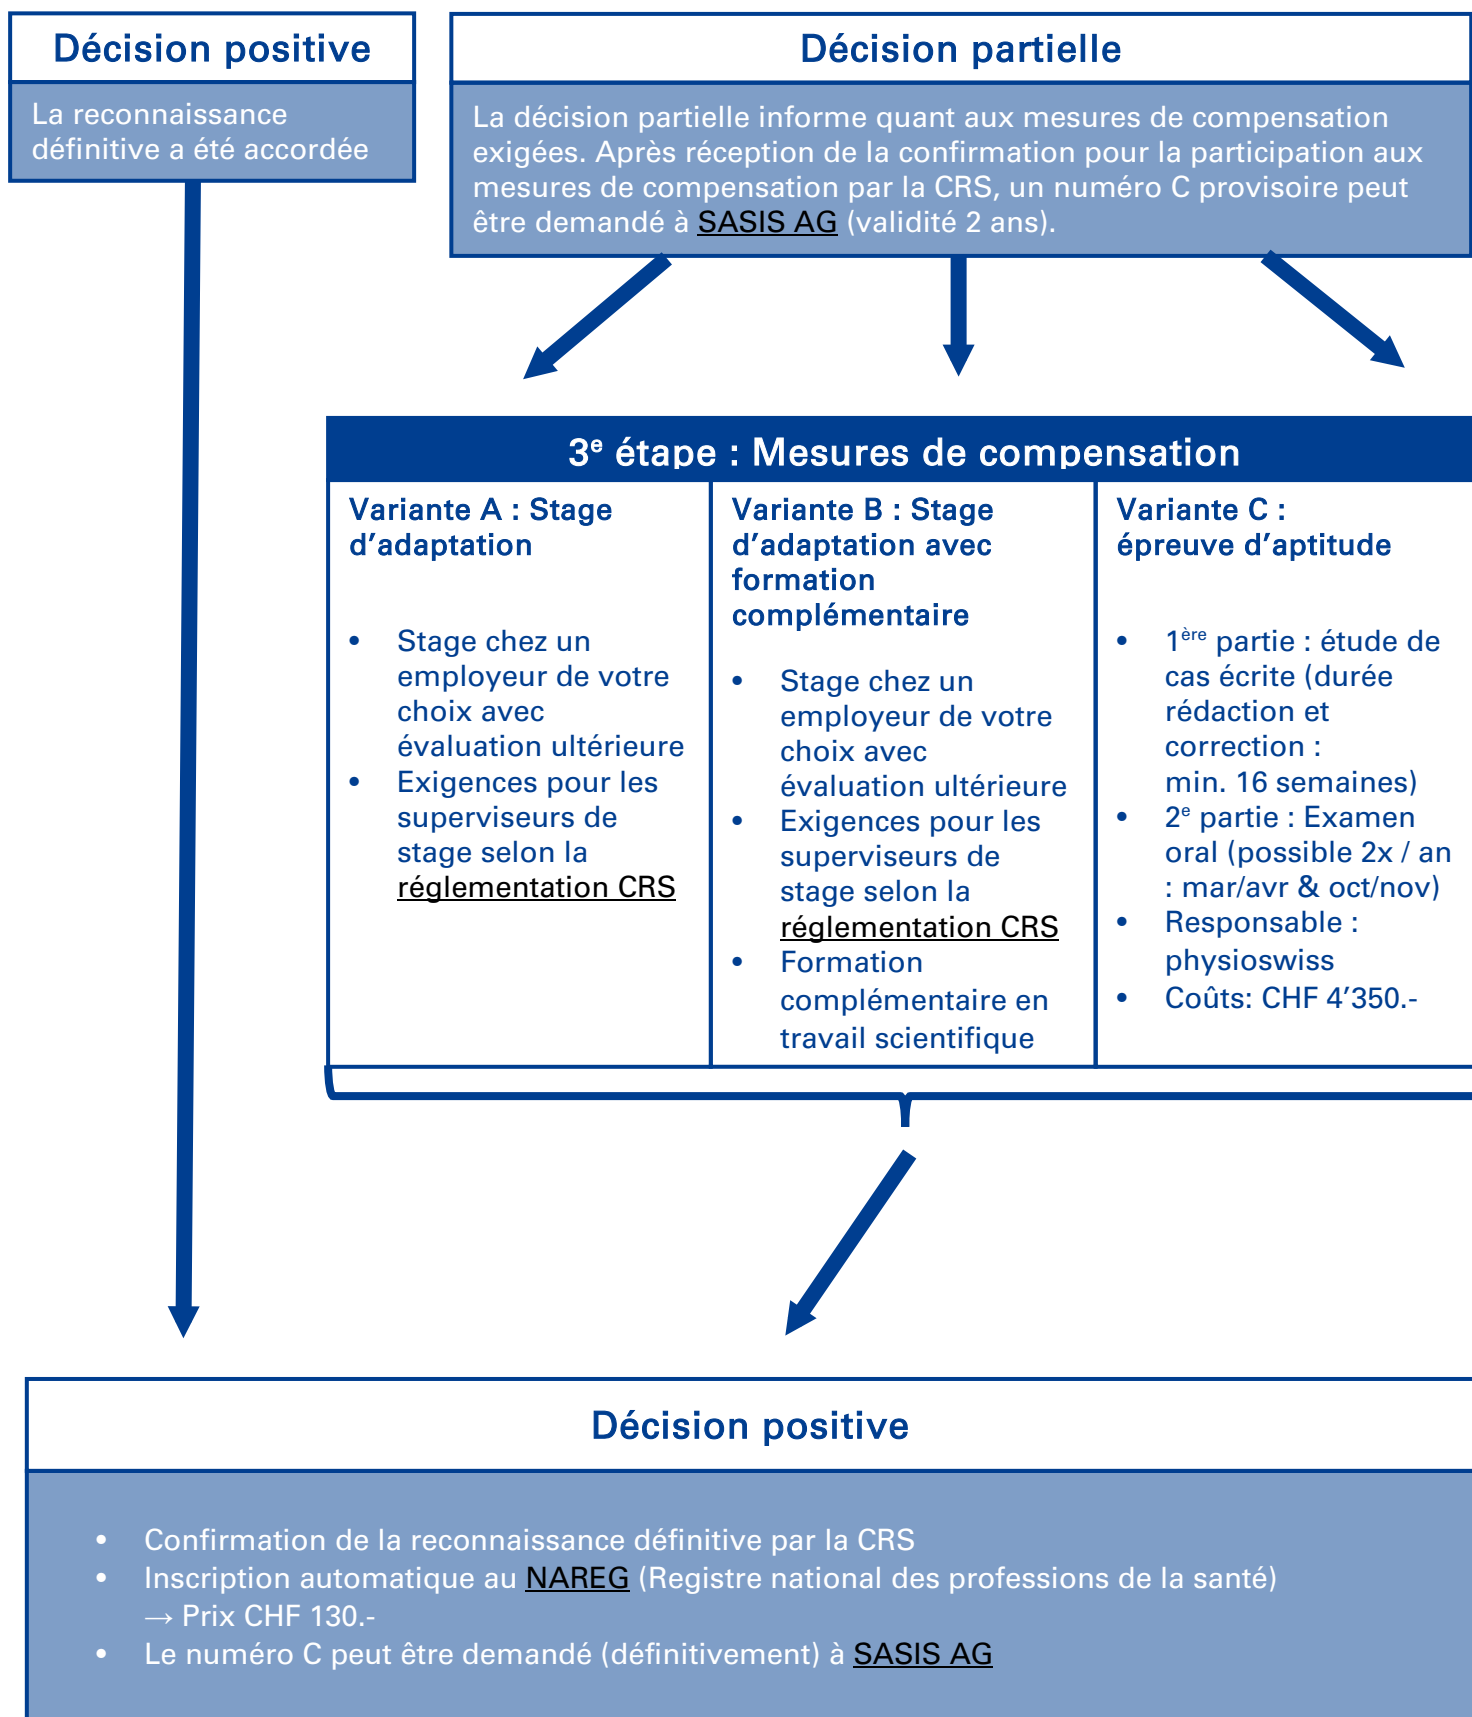 Décision positive
La reconnaissance
définitive a été accordée
Décision partielle
La décision partielle informe quant aux mesures de compensation
exigées. Après réception de la confirmation pour la participation aux
mesures de compensation par la CRS, un numéro C provisoire peut
être demandé à SASIS AG (validité 2 ans).
3e étape : Mesures de compensation
Variante A : Stage
d’adaptation
• Stage chez un
employeur de votre
choix avec
évaluation ultérieure
• Exigences pour les
superviseurs de
stage selon la
réglementation CRS
Variante B : Stage
d’adaptation avec
formation
complémentaire
• Stage chez un
employeur de votre
choix avec
évaluation ultérieure
• Exigences pour les
superviseurs de
stage selon la
réglementation CRS
• Formation
complémentaire en
travail scientifique
Variante C :
épreuve d’aptitude
• 1ère partie : étude de
cas écrite (durée
rédaction et
correction :
min. 16 semaines)
• 2e partie : Examen
oral (possible 2x / an
: mar/avr & oct/nov)
• Responsable :
physioswiss
• Coûts: CHF 4’350.-
Décision positive
• Confirmation de la reconnaissance définitive par la CRS
• Inscription automatique au NAREG (Registre national des professions de la santé)
→ Prix CHF 130.-
• Le numéro C peut être demandé (définitivement) à SASIS AG